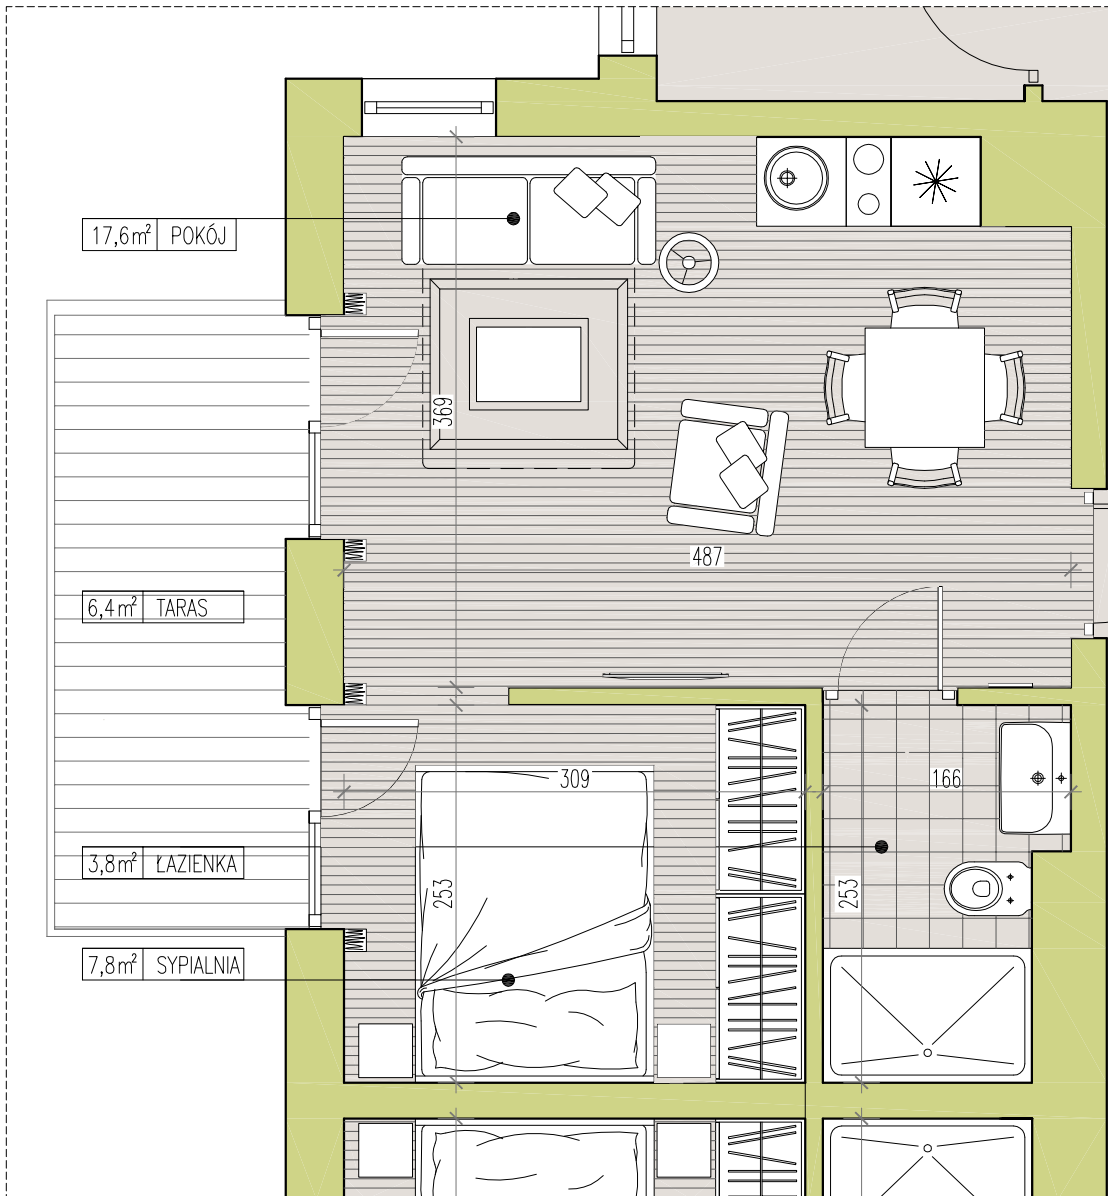 17,6m² POKÓJ
369
487
6,4m² TARAS
309
166
3,8m² ŁAZIENKA
253
253
7,8m² SYPIALNIA